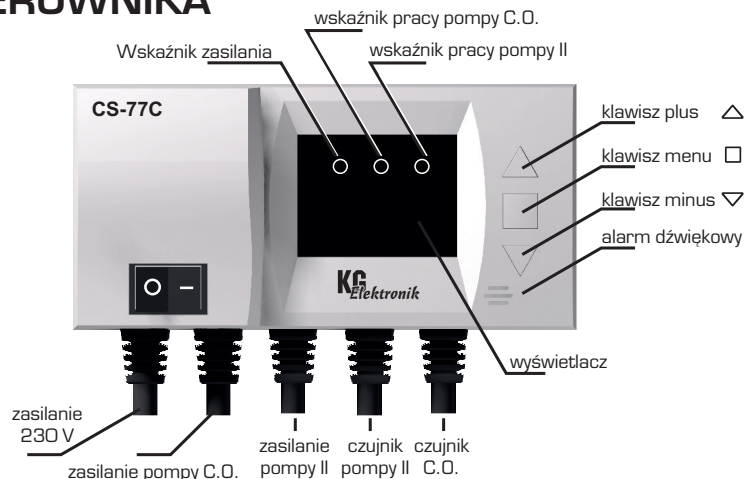 EROWNIKA
wskaźnik pracy pompy C.O.
Wskaźnik zasilania
wskaźnik pracy pompy II
CS-77C
klawisz plus
klawisz menu
klawisz minus
alarm dźwiękowy
KG Elektronik
wyświetlacz
zasilanie
230 V
zasilanie pompy C.O.
zasilanie
pompy II
czujnik
pompy II
czujnik
C.O.